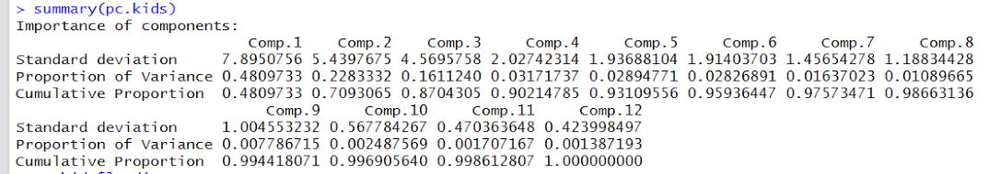 > summary(pc.kids)
Importance of components:
                          Comp.1    Comp.2    Comp.3     Comp.4     Comp.5     Comp.6     Comp.7     Comp.8
Standard deviation     7.8950756 5.4397675 4.5695758 2.02742314 1.93688104 1.91403703 1.45654278 1.18834428
Proportion of Variance 0.4809733 0.2283332 0.1611240 0.03171737 0.02894771 0.02826891 0.01637023 0.01089665
Cumulative Proportion  0.4809733 0.7093065 0.8704305 0.90214785 0.93109556 0.95936447 0.97573471 0.98663136
                            Comp.9     Comp.10     Comp.11     Comp.12
Standard deviation     1.004553232 0.567784267 0.470363648 0.423998497
Proportion of Variance 0.007786715 0.002487569 0.001707167 0.001387193
Cumulative Proportion  0.994418071 0.996905640 0.998612807 1.000000000